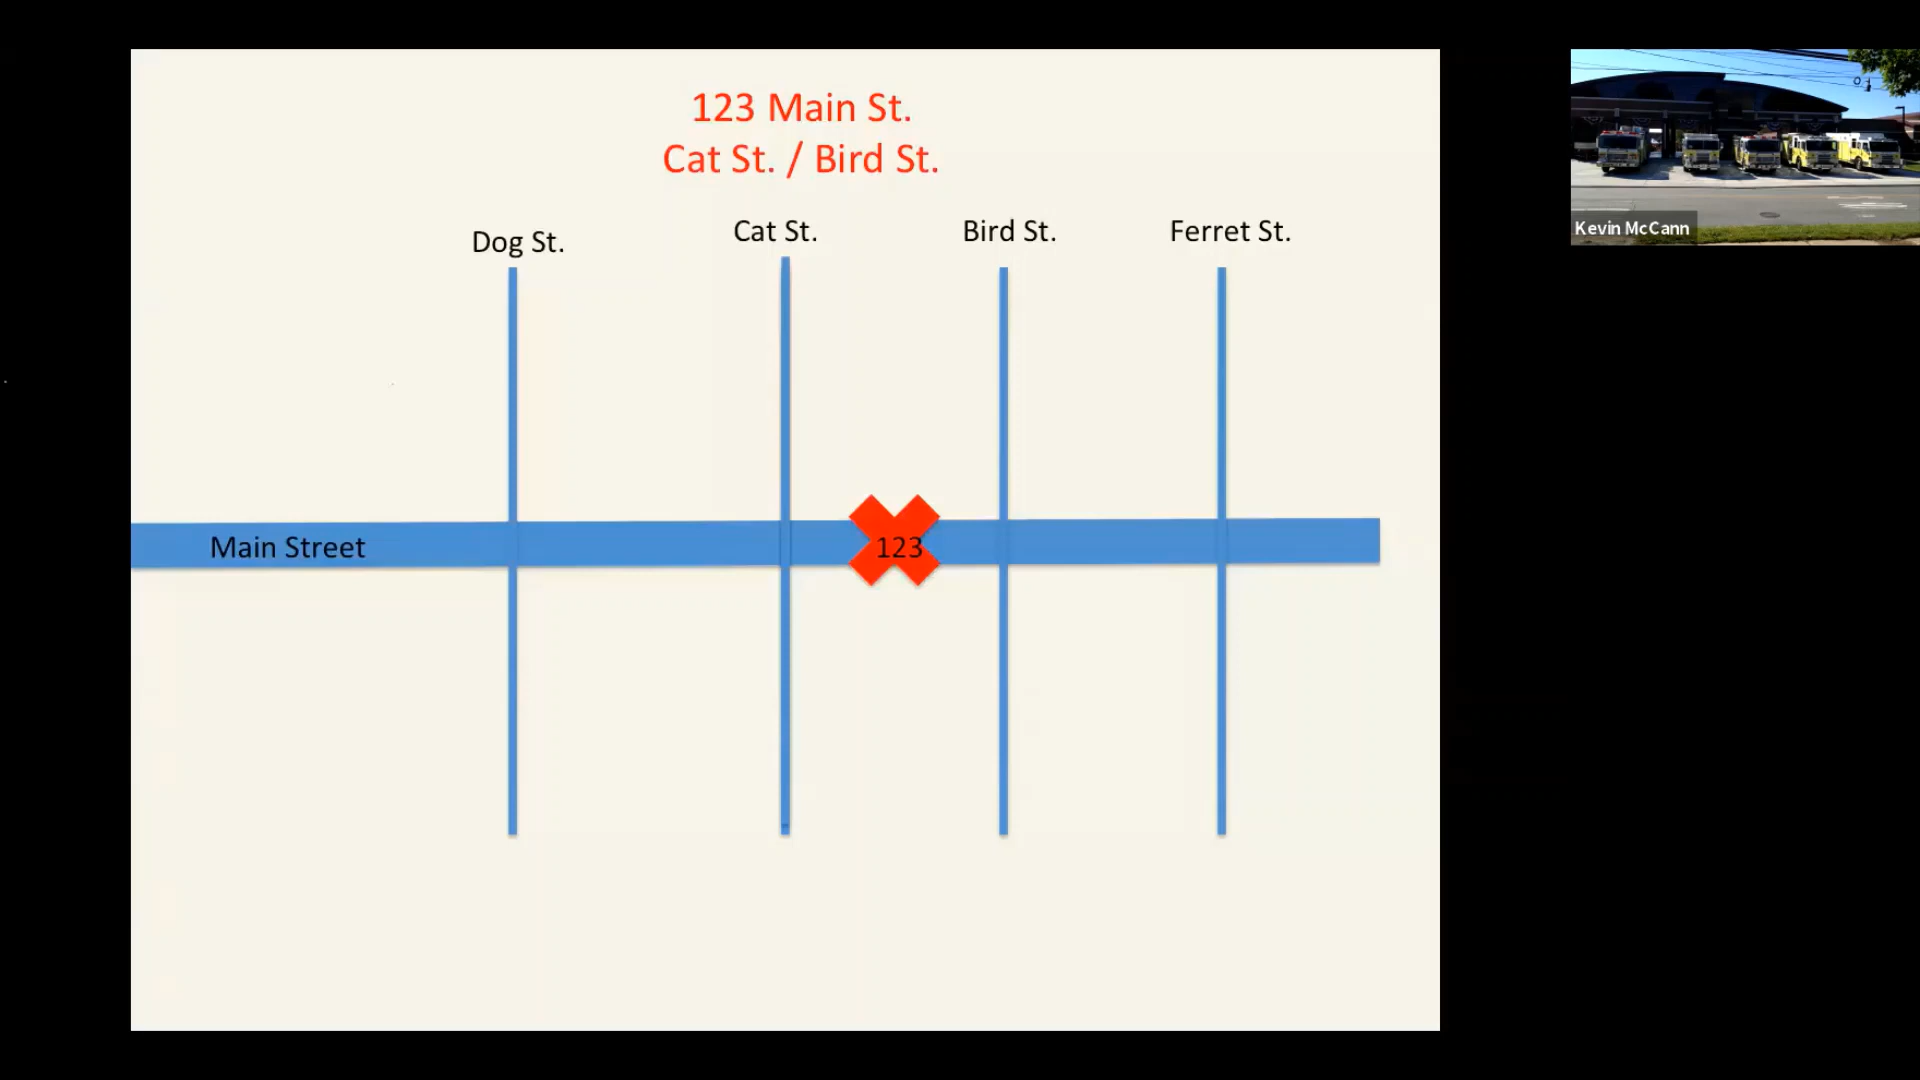 123 Main St.
Cat St. / Bird St.
Dog St.
Cat St.
Bird St.
Ferret St.
Main Street
123
Kevin McCann